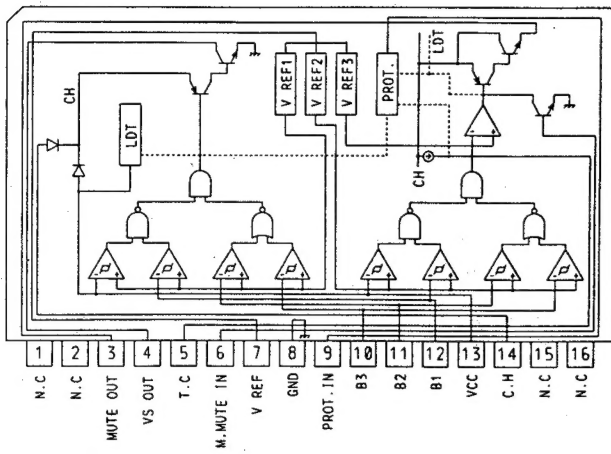 LDT
CH
LDT
V REF1
V REF2
V REF3
PROT.
CH
1
2
3
4
5
6
7
8
9
10
11
12
13
14
15
16
N.C
N.C
MUTE OUT
VS OUT
T.C
M.MUTE IN
V REF
GND
PROT.IN
B3
B2
B1
VCC
C.H
N.C
N.C